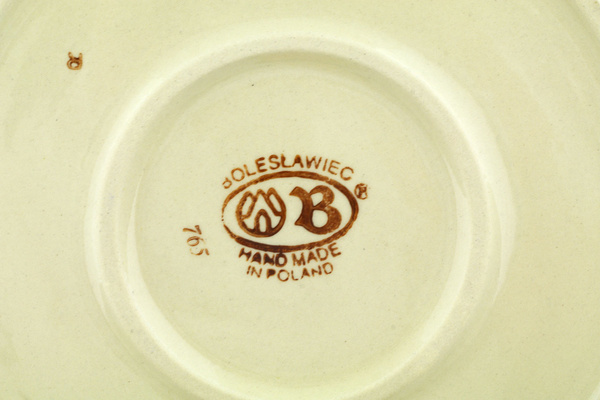 BOLESŁAWIEC
B ®
HAND MADE
IN POLAND
765